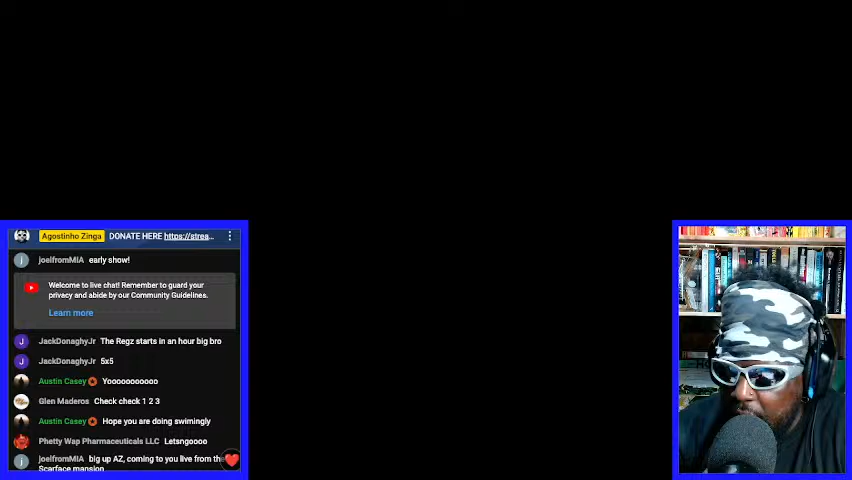 Agostinho Zinga DONATE HERE https://strea...
joelfromMIA early show!
Welcome to live chat! Remember to guard your
privacy and abide by our Community Guidelines.
Learn more
J JackDonaghyJr The Regz starts in an hour big bro
J JackDonaghyJr 5x5
Austin Casey Yooooooooooo
Glen Maderos Check check 1 2 3
Austin Casey Hope you are doing swimingly
Phetty Wap Pharmaceuticals LLC Letsngoooo
j joelfromMIA big up AZ, coming to you live from the
Scarface mansion